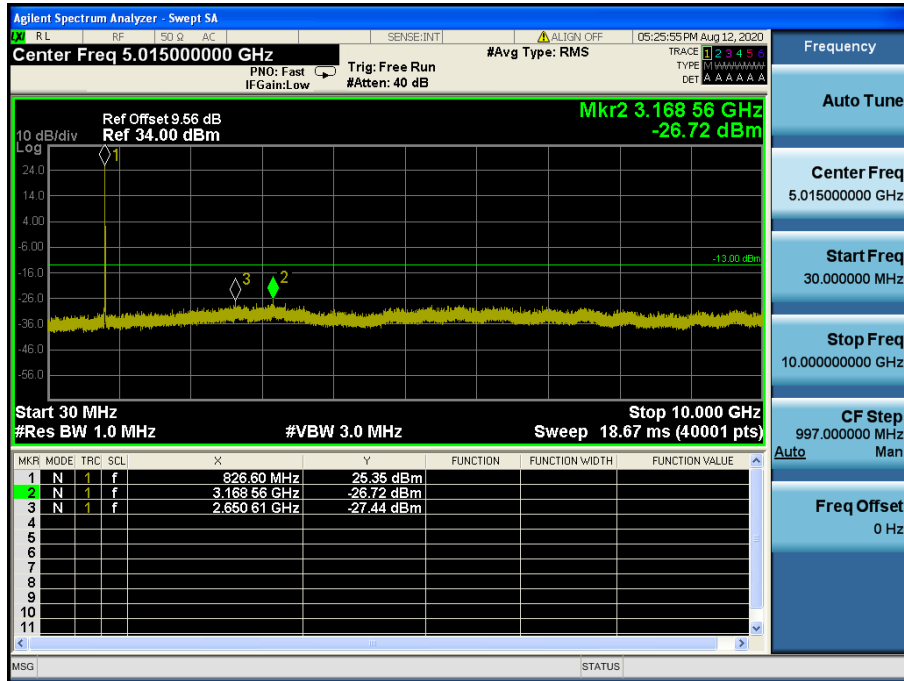 Agilent Spectrum Analyzer - Swept SA
LXI RL RF 50 Ω AC SENSE:INT ALIGN OFF 05:25:55 PM Aug 12, 2020
Center Freq 5.015000000 GHz
PNO: Fast
IFGain:Low
Trig: Free Run
#Atten: 40 dB
#Avg Type: RMS
TRACE 1 2 3 4 5 6
TYPE M WWWWW
DET A A A A A A
Mkr2 3.168 56 GHz
-26.72 dBm
Ref Offset 9.56 dB
10 dB/div Ref 34.00 dBm
Log
1
24.0
14.0
4.00
-6.00
-13.00 dBm
-16.0
3 2
-26.0
-36.0
-46.0
-56.0
Start 30 MHz Stop 10.000 GHz
#Res BW 1.0 MHz #VBW 3.0 MHz Sweep 18.67 ms (40001 pts)
MKR MODE TRC SCL X Y FUNCTION FUNCTION WIDTH FUNCTION VALUE
1 N 1 f 826.60 MHz 25.35 dBm
2 N 1 f 3.168 56 GHz -26.72 dBm
3 N 1 f 2.650 61 GHz -27.44 dBm
4
5
6
7
8
9
10
11
MSG STATUS
Frequency
Auto Tune
Center Freq
5.015000000 GHz
Start Freq
30.000000 MHz
Stop Freq
10.000000000 GHz
CF Step
997.000000 MHz
Auto Man
Freq Offset
0 Hz